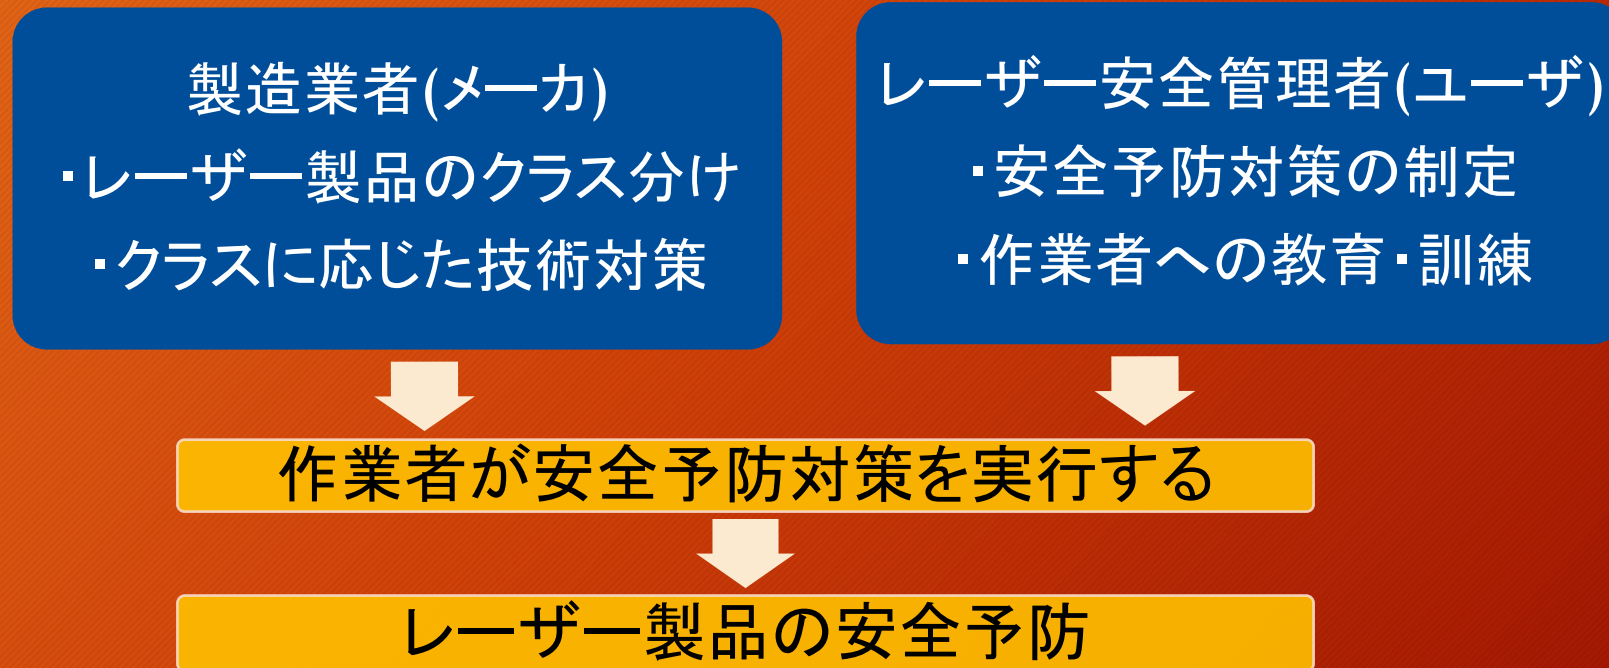 製造業者(メーカ)
・レーザー製品のクラス分け
・クラスに応じた技術対策
レーザー安全管理者(ユーザ)
・安全予防対策の制定
・作業者への教育・訓練
作業者が安全予防対策を実行する
レーザー製品の安全予防